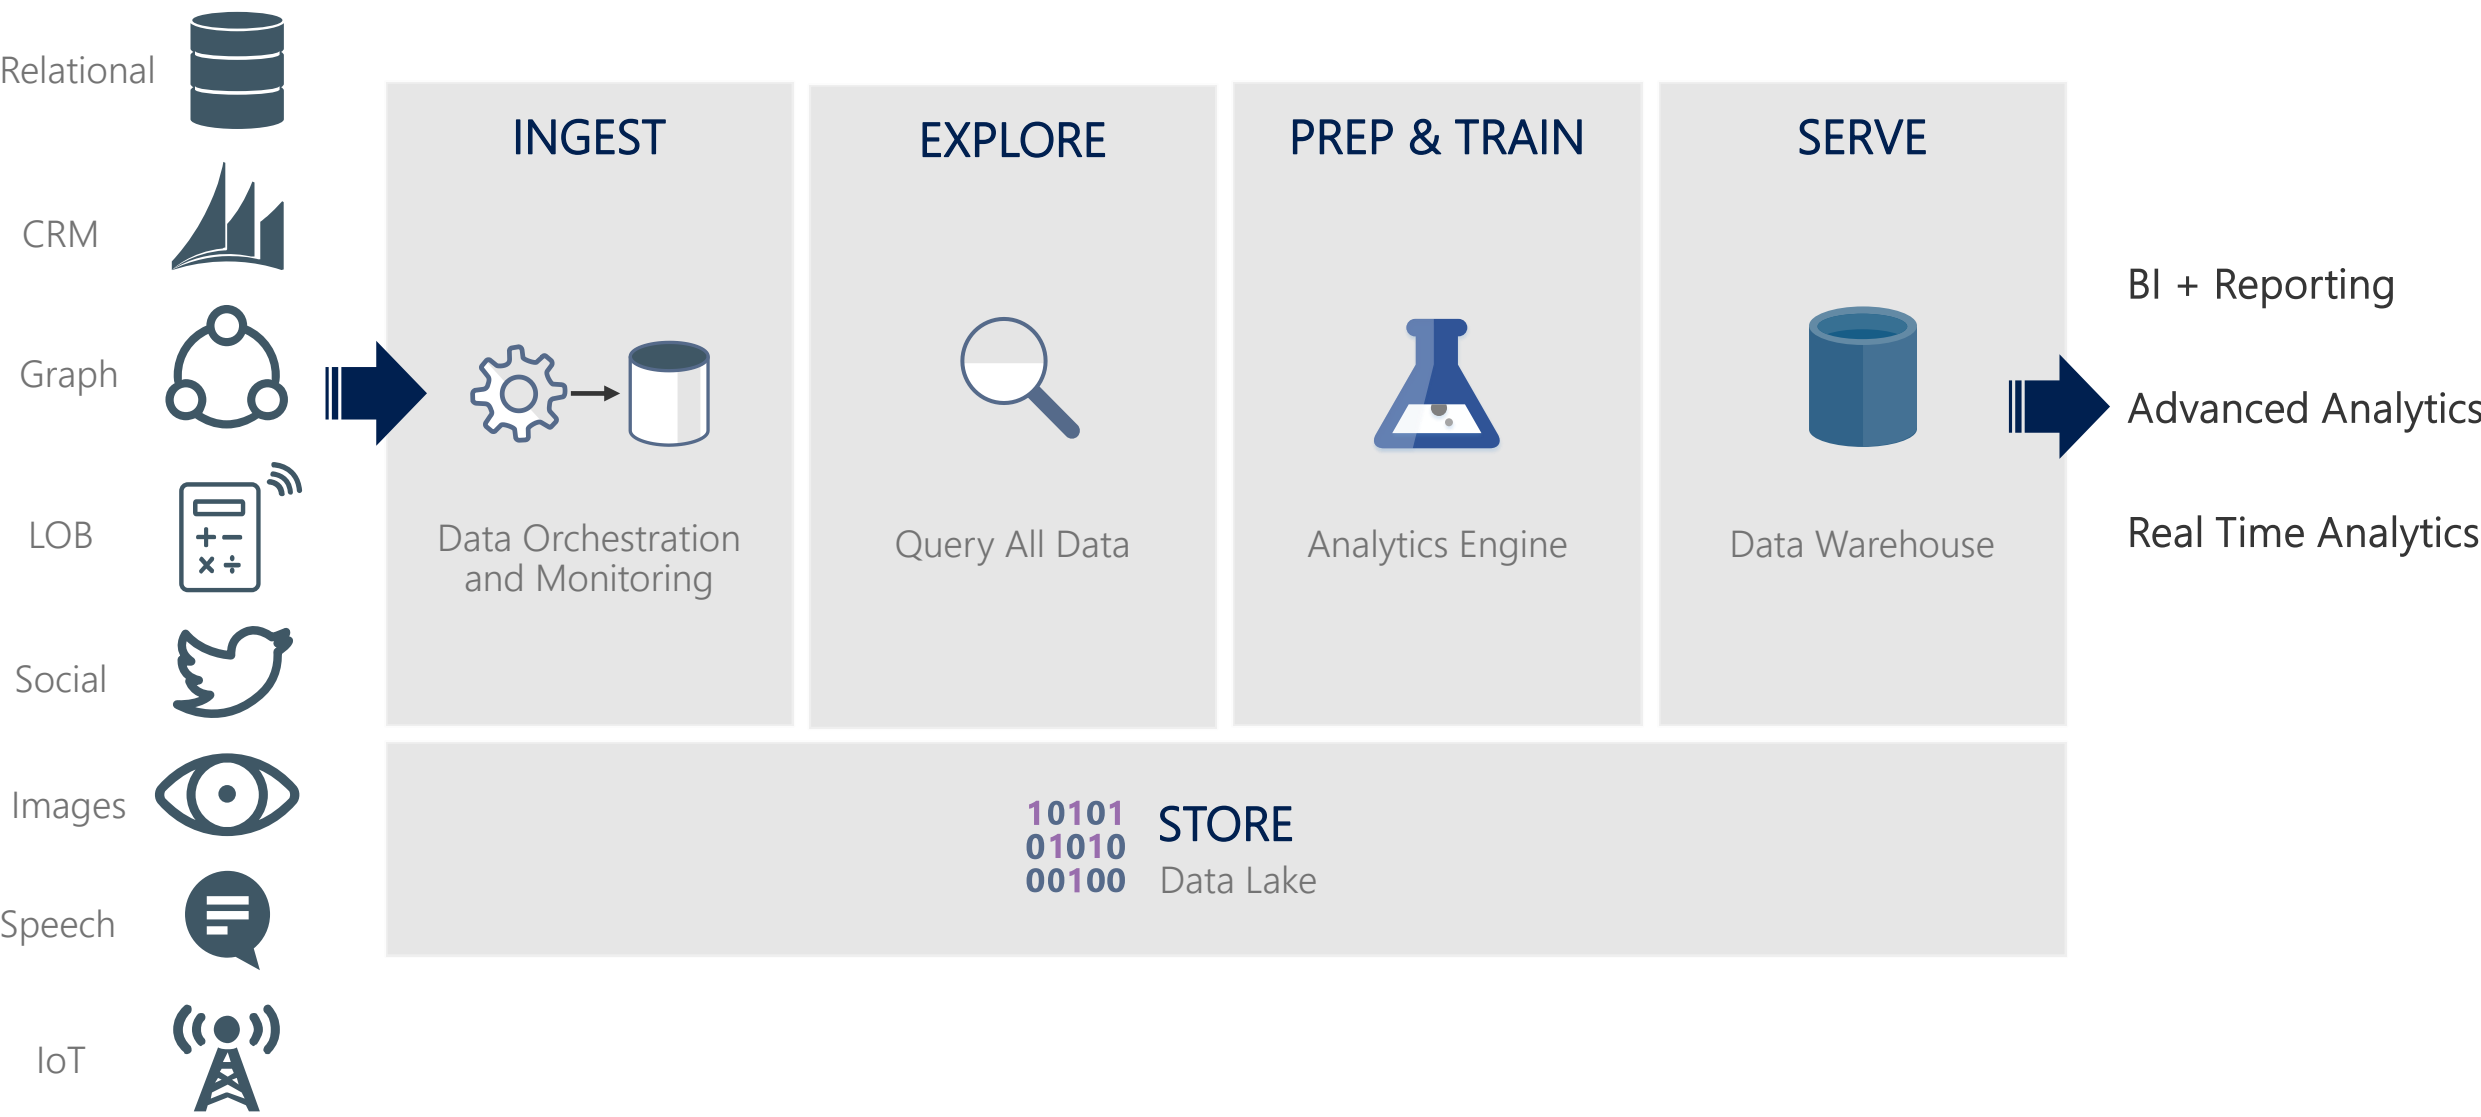 Relational
CRM
Graph
LOB
Social
Images
Speech
IoT
INGEST
Data Orchestration
and Monitoring
EXPLORE
Query All Data
PREP & TRAIN
Analytics Engine
SERVE
Data Warehouse
10101
01010
00100
STORE
Data Lake
BI + Reporting
Advanced Analytics
Real Time Analytics